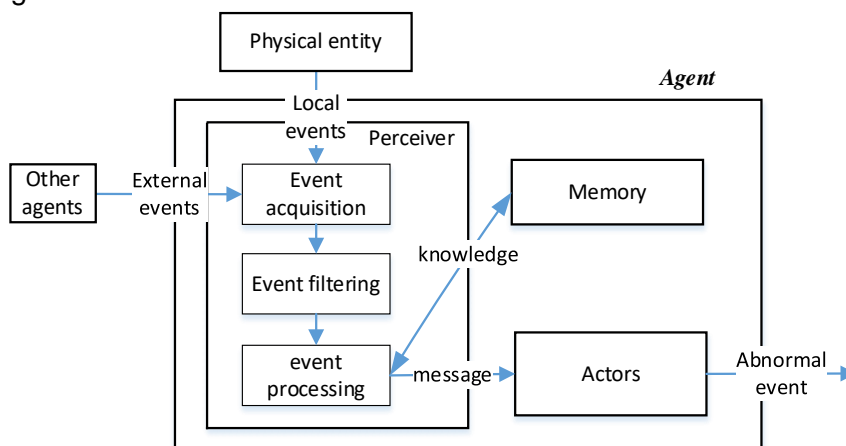 g
Physical entity
Agent
Local
events
Perceiver
Other
agents
External
events
Event
acquisition
Memory
knowledge
Event filtering
event
processing
message
Actors
Abnormal
event